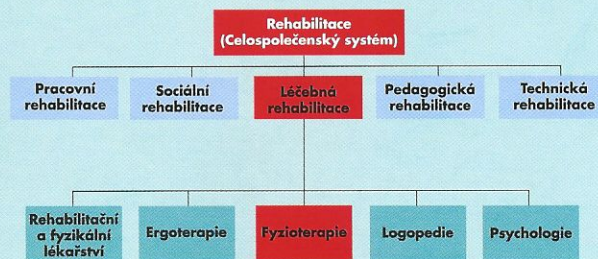 Rehabilitace
(Celospolečenský systém)
Pracovní
rehabilitace
Sociální
rehabilitace
Léčebná
rehabilitace
Pedagogická
rehabilitace
Technická
rehabilitace
Rehabilitační
a fyzikální
lékařství
Ergoterapie
Fyzioterapie
Logopedie
Psychologie